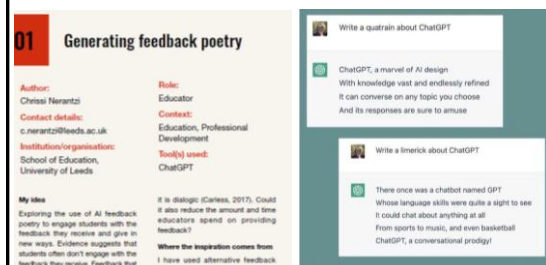 01
Generating feedback poetry
Author:
Chrissi Nerantzi
Contact details:
c.nerantzi@leeds.ac.uk
Institution/organisation:
School of Education,
University of Leeds
My idea
Exploring the use of AI feedback
poetry to engage students with the
feedback they receive and give in
new ways. Evidence suggests that
students often don't engage with the
feedback they receive. Feedback that
Role:
Educator
Context:
Education, Professional
Development
Tool(s) used:
ChatGPT
it is dialogic (Carless, 2017). Could
it also reduce the amount and time
educators spend on providing
feedback?
Where the inspiration comes from
I have used alternative feedback
Write a quatrain about ChatGPT
ChatGPT, a marvel of AI design
With knowledge vast and endlessly refined
It can converse on any topic you choose
And its responses are sure to amuse
Write a limerick about ChatGPT
There once was a chatbot named GPT
Whose language skills were quite a sight to see
It could chat about anything at all
From sports to music, and even basketball
ChatGPT, a conversational prodigy!